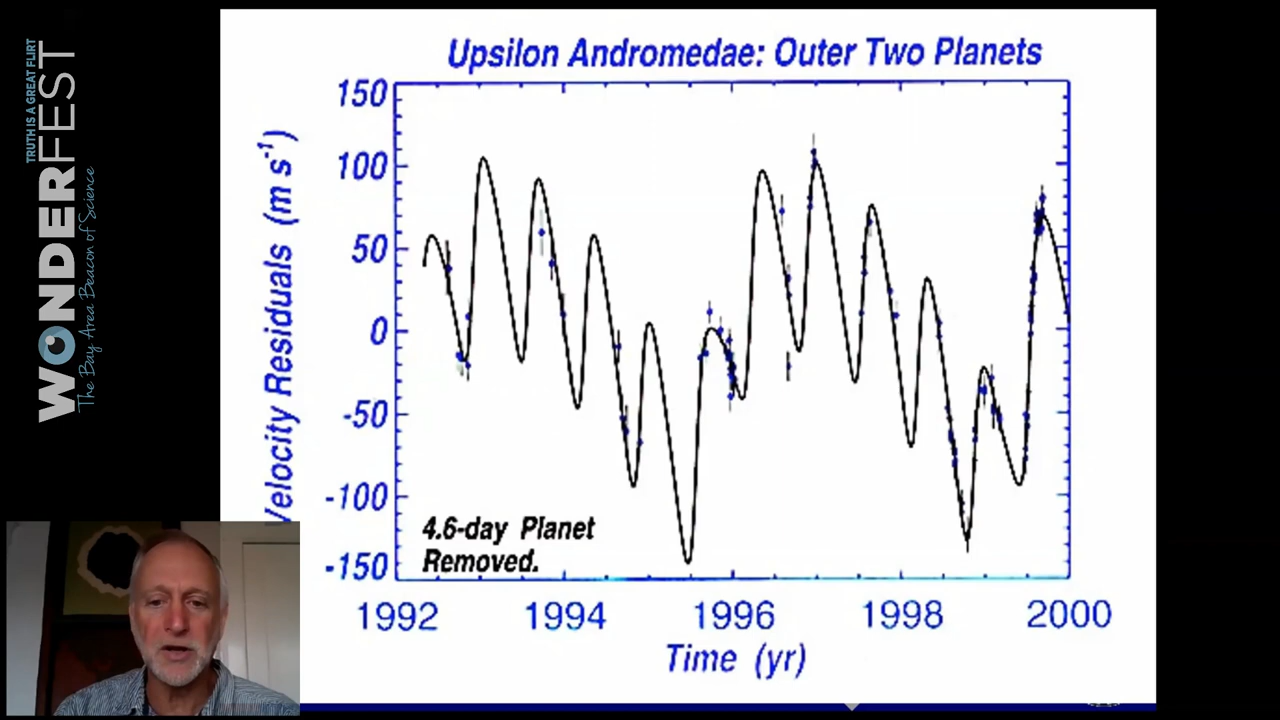 TRUTH IS A GREAT FLIRT
WONDERFEST
The Bay Area Beacon of Science
Upsilon Andromedae: Outer Two Planets
150
100
50
0
-50
-100
-150
Velocity Residuals (m s-1)
4.6-day Planet
Removed.
1992 1994 1996 1998 2000
Time (yr)